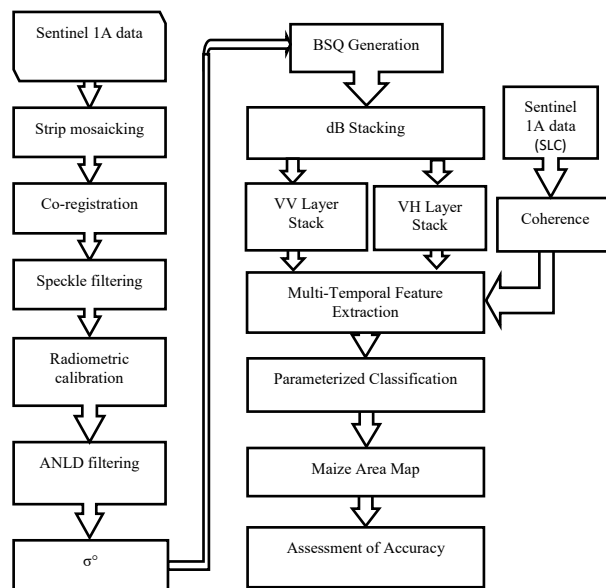 Sentinel 1A data
Strip mosaicking
Co-registration
Speckle filtering
Radiometric
calibration
ANLD filtering
σ°
BSQ Generation
dB Stacking
VV Layer
Stack
VH Layer
Stack
Sentinel
1A data
(SLC)
Coherence
Multi-Temporal Feature
Extraction
Parameterized Classification
Maize Area Map
Assessment of Accuracy